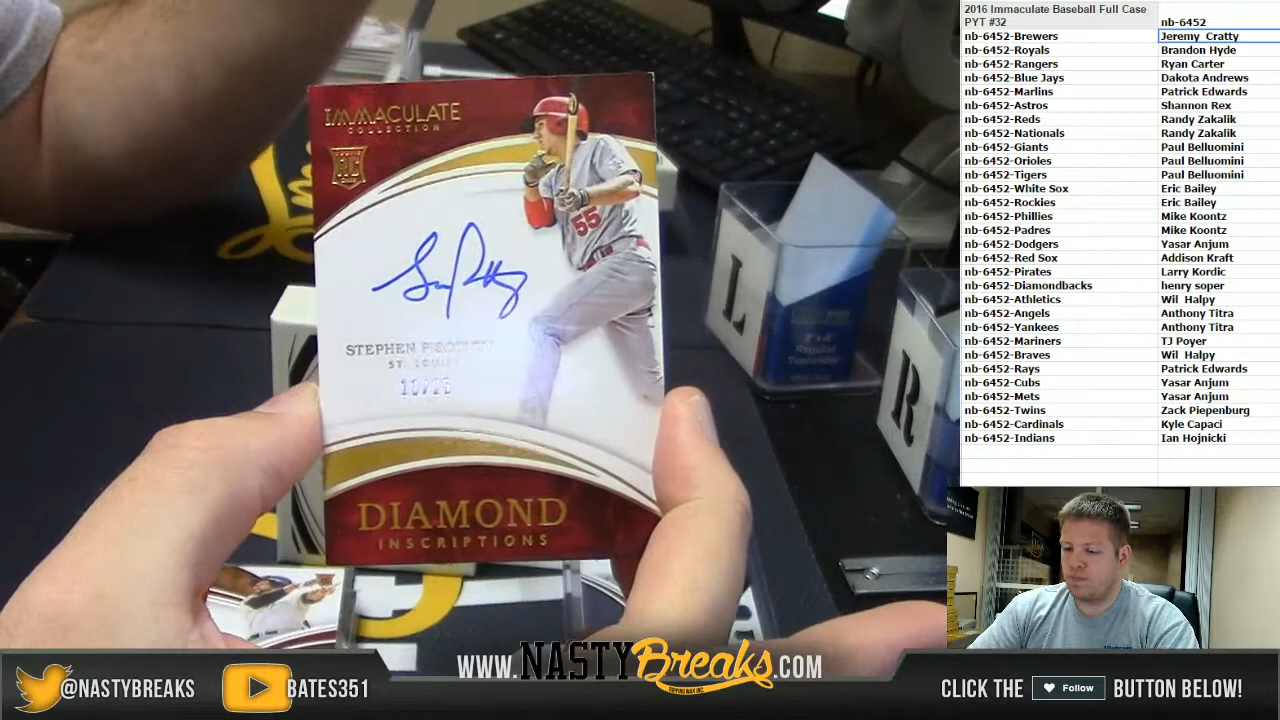 IMMACULATE
COLLECTION
RC
55
STEPHEN
ST. LOUIS
DIAMOND
INSCRIPTIONS
L
R
3" x 4"
Regular
Toploader
2016 Immaculate Baseball Full Case
PYT #32 nb-6452
nb-6452-Brewers Jeremy Cratty
nb-6452-Royals Brandon Hyde
nb-6452-Rangers Ryan Carter
nb-6452-Blue Jays Dakota Andrews
nb-6452-Marlins Patrick Edwards
nb-6452-Astros Shannon Rex
nb-6452-Reds Randy Zakalik
nb-6452-Nationals Randy Zakalik
nb-6452-Giants Paul Belluomini
nb-6452-Orioles Paul Belluomini
nb-6452-Tigers Paul Belluomini
nb-6452-White Sox Eric Bailey
nb-6452-Rockies Eric Bailey
nb-6452-Phillies Mike Koontz
nb-6452-Padres Mike Koontz
nb-6452-Dodgers Yasar Anjum
nb-6452-Red Sox Addison Kraft
nb-6452-Pirates Larry Kordic
nb-6452-Diamondbacks henry soper
nb-6452-Athletics Wil Halpy
nb-6452-Angels Anthony Titra
nb-6452-Yankees Anthony Titra
nb-6452-Mariners TJ Poyer
nb-6452-Braves Wil Halpy
nb-6452-Rays Patrick Edwards
nb-6452-Cubs Yasar Anjum
nb-6452-Mets Yasar Anjum
nb-6452-Twins Zack Piepenburg
nb-6452-Cardinals Kyle Capaci
nb-6452-Indians Ian Hojnicki
@NASTYBREAKS
BATES351
WWW.NASTYBreaks.COM
CLICK THE Follow BUTTON BELOW!